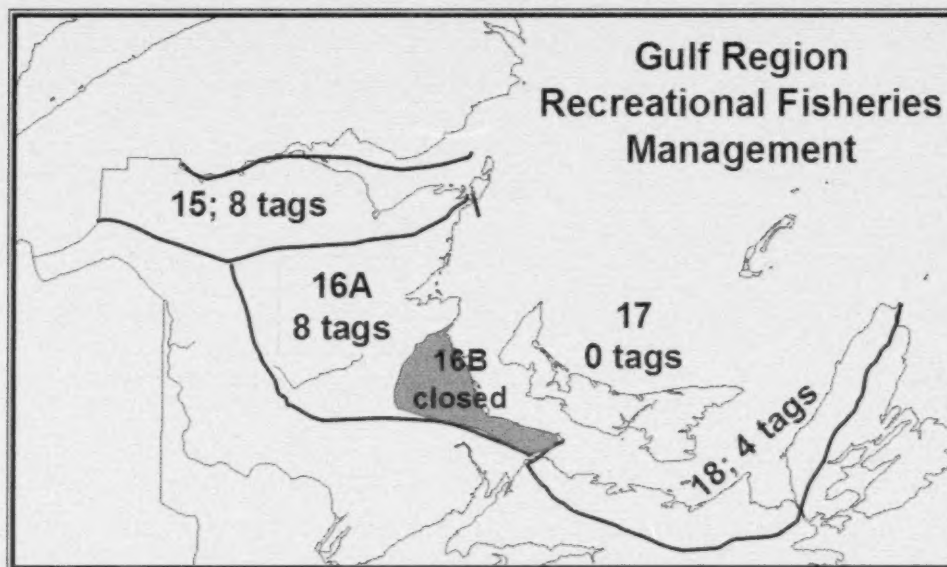 Gulf Region
Recreational Fisheries
Management
15; 8 tags
16A
8 tags
16B
closed
17
0 tags
18; 4 tags